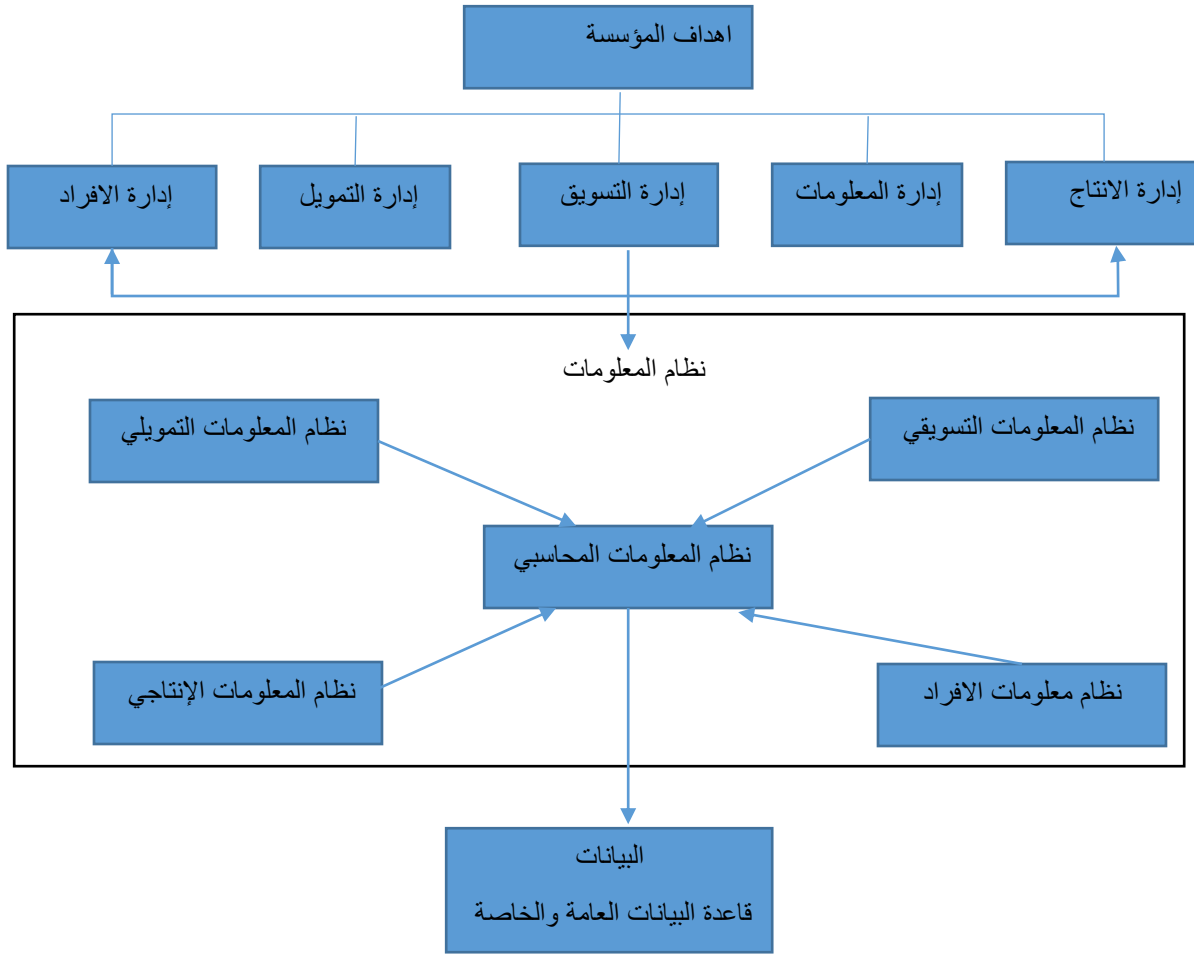 اهداف المؤسسة
إدارة الانتاج
إدارة المعلومات
إدارة التسويق
إدارة التمويل
إدارة الافراد
نظام المعلومات
نظام المعلومات التسويقي
نظام المعلومات التمويلي
نظام المعلومات المحاسبي
نظام معلومات الافراد
نظام المعلومات الإنتاجي
البيانات
قاعدة البيانات العامة والخاصة